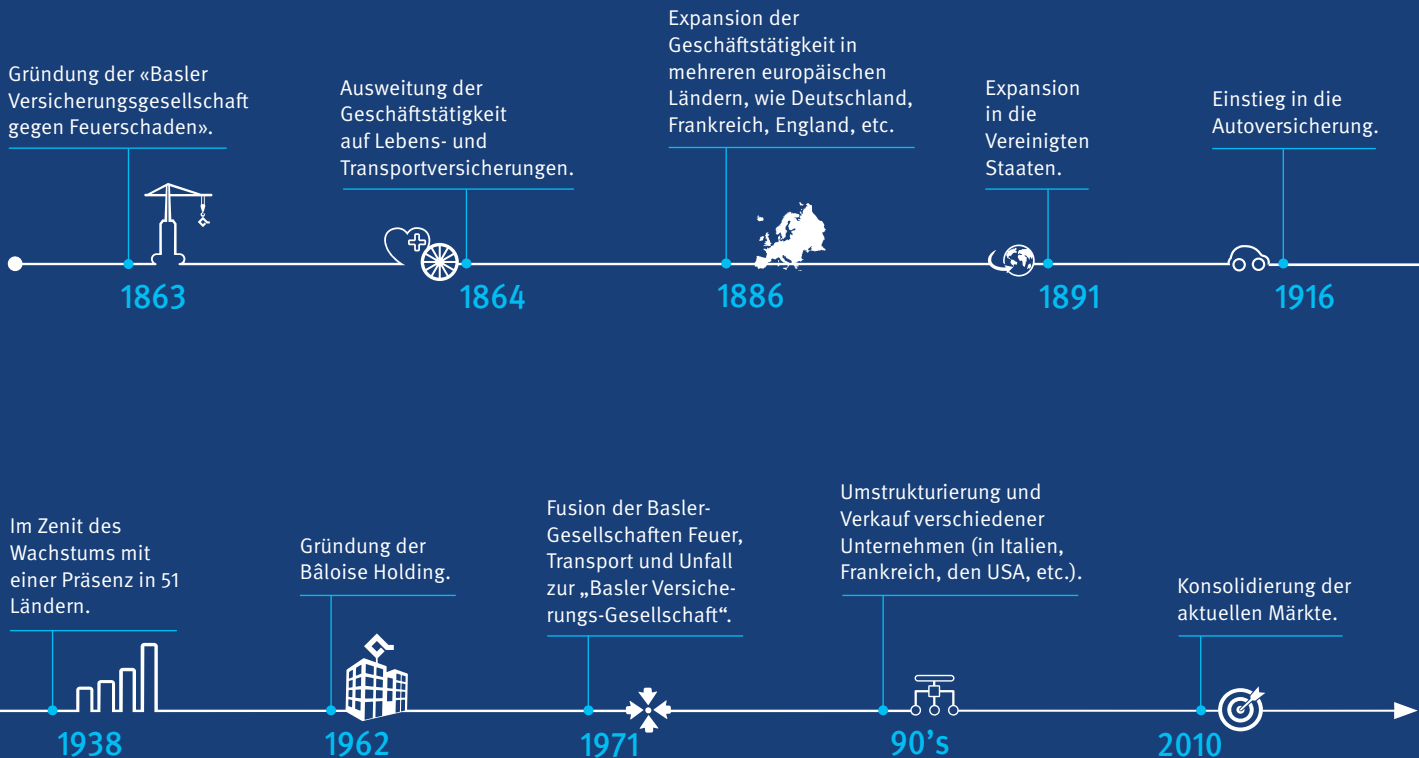 Gründung der «Basler
Versicherungsgesellschaft
gegen Feuerschaden».
1863
Ausweitung der
Geschäftstätigkeit
auf Lebens- und
Transportversicherungen.
1864
Expansion der
Geschäftstätigkeit in
mehreren europäischen
Ländern, wie Deutschland,
Frankreich, England, etc.
1886
Expansion
in die
Vereinigten
Staaten.
1891
Einstieg in die
Autoversicherung.
1916
Im Zenit des
Wachstums mit
einer Präsenz in 51
Ländern.
1938
Gründung der
Bâloise Holding.
1962
Fusion der Basler-
Gesellschaften Feuer,
Transport und Unfall
zur „Basler Versiche-
rungs-Gesellschaft“.
1971
Umstrukturierung und
Verkauf verschiedener
Unternehmen (in Italien,
Frankreich, den USA, etc.).
90’s
Konsolidierung der
aktuellen Märkte.
2010